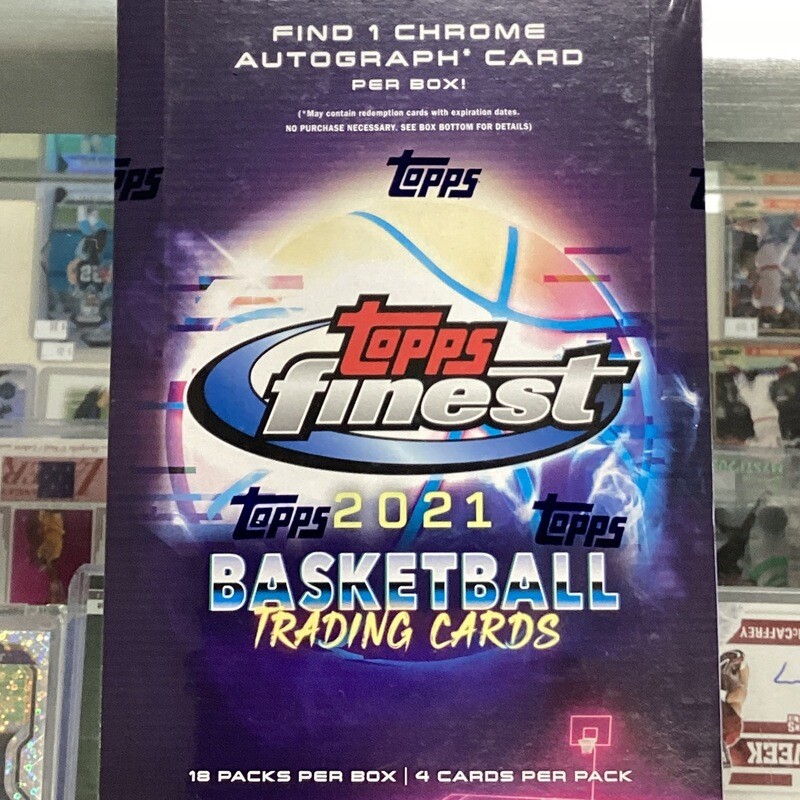 FIND 1 CHROME
AUTOGRAPH* CARD
PER BOX!
(*May contain redemption cards with expiration dates.
NO PURCHASE NECESSARY. SEE BOX BOTTOM FOR DETAILS)
TOPPS
TOPPS
finest
TOPPS 2021 TOPPS
BASKETBALL
TRADING CARDS
18 PACKS PER BOX | 4 CARDS PER PACK
McCAFFREY
WEEK